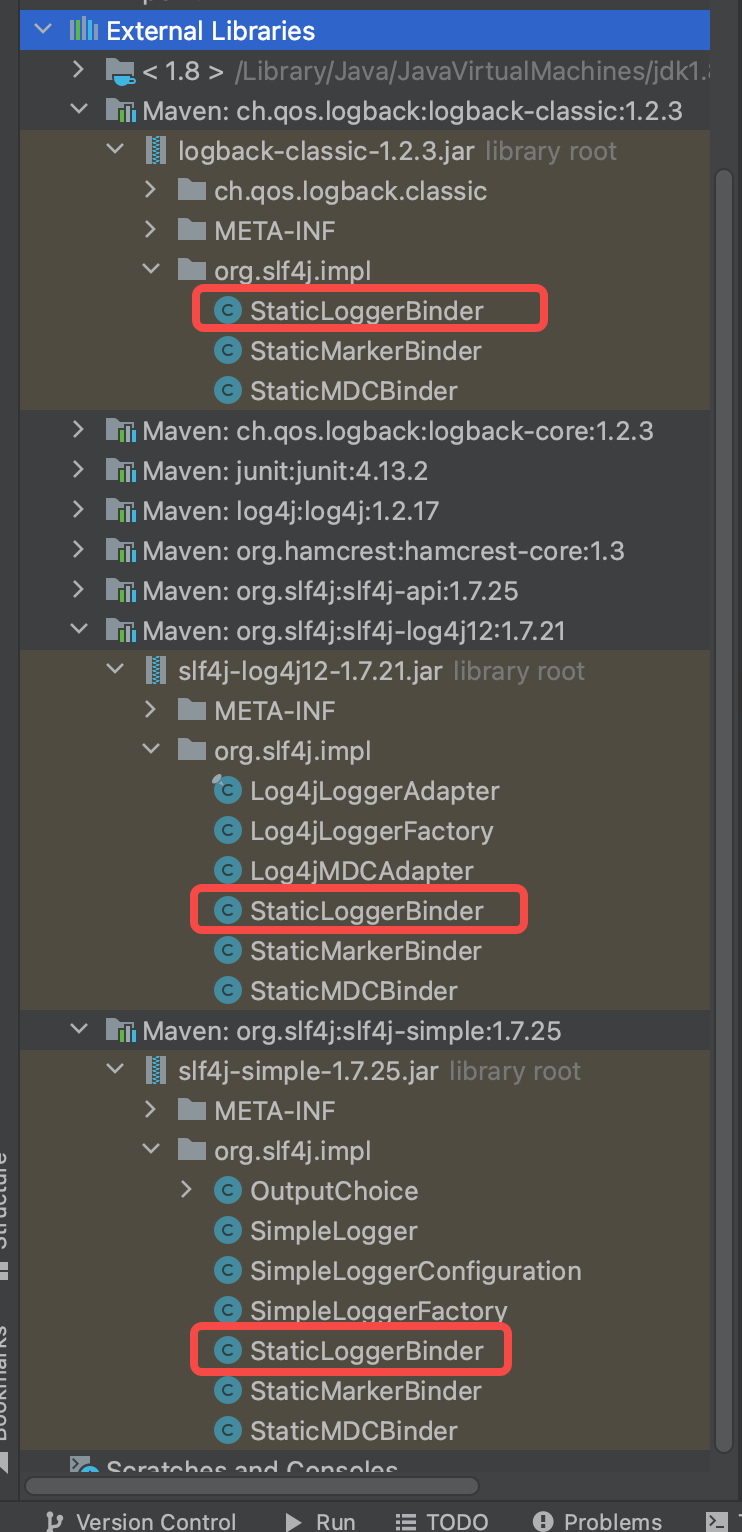 External Libraries
< 1.8 > /Library/Java/JavaVirtualMachines/jdk1.8
Maven: ch.qos.logback:logback-classic:1.2.3
logback-classic-1.2.3.jar library root
ch.qos.logback.classic
META-INF
org.slf4j.impl
C StaticLoggerBinder
C StaticMarkerBinder
C StaticMDCBinder
Maven: ch.qos.logback:logback-core:1.2.3
Maven: junit:junit:4.13.2
Maven: log4j:log4j:1.2.17
Maven: org.hamcrest:hamcrest-core:1.3
Maven: org.slf4j:slf4j-api:1.7.25
Maven: org.slf4j:slf4j-log4j12:1.7.21
slf4j-log4j12-1.7.21.jar library root
META-INF
org.slf4j.impl
C Log4jLoggerAdapter
C Log4jLoggerFactory
C Log4jMDCAdapter
C StaticLoggerBinder
C StaticMarkerBinder
C StaticMDCBinder
Maven: org.slf4j:slf4j-simple:1.7.25
slf4j-simple-1.7.25.jar library root
META-INF
org.slf4j.impl
C OutputChoice
C SimpleLogger
C SimpleLoggerConfiguration
C SimpleLoggerFactory
C StaticLoggerBinder
C StaticMarkerBinder
C StaticMDCBinder
Scratches and Consoles
Structure
Bookmarks
Version Control Run TODO Problems